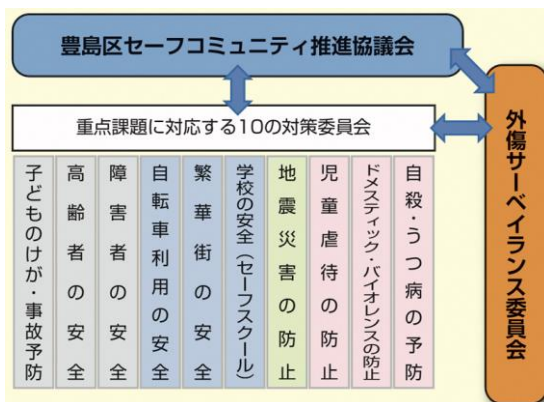 豊島区セーフコミュニティ推進協議会
重点課題に対応する10の対策委員会
子どものけが・事故予防
高齢者の安全
障害者の安全
自転車利用の安全
繁華街の安全
学校の安全（セーフスクール）
地震災害の防止
児童虐待の防止
ドメスティック・バイオレンスの防止
自殺・うつ病の予防
外傷サーベイランス委員会